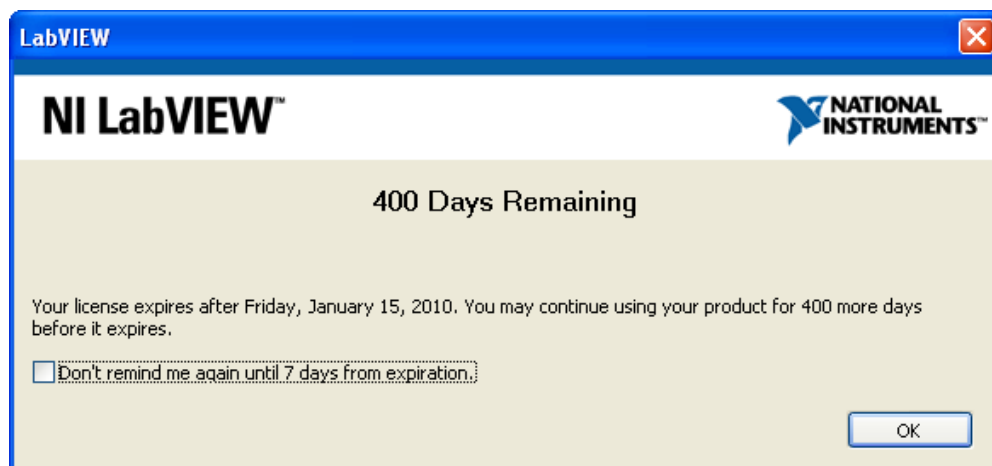 LabVIEW
NI LabVIEW™
NATIONAL
INSTRUMENTS™
400 Days Remaining
Your license expires after Friday, January 15, 2010. You may continue using your product for 400 more days
before it expires.
Don't remind me again until 7 days from expiration.
OK